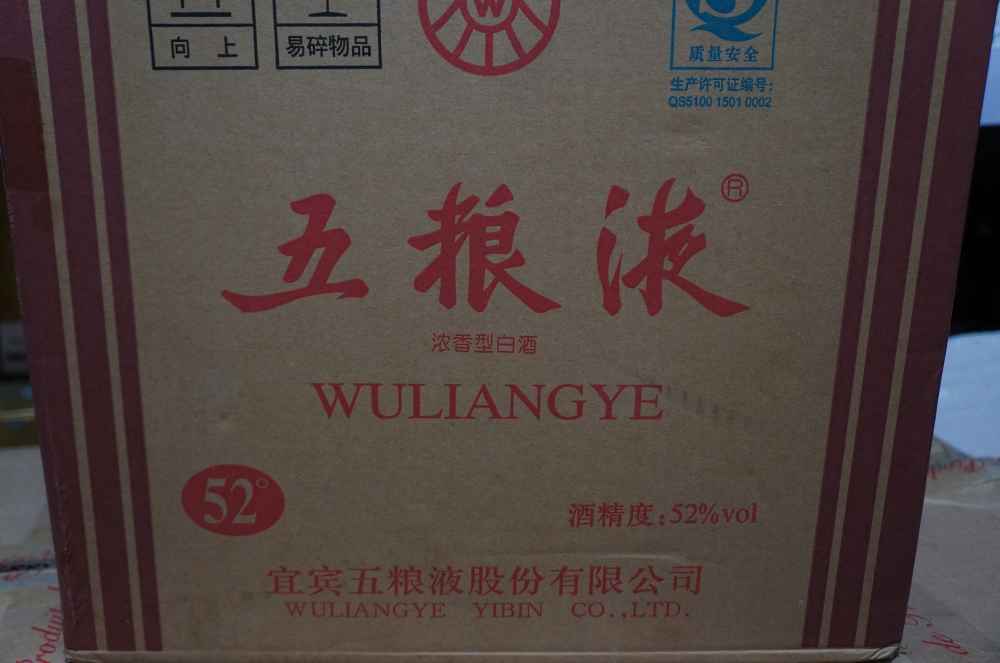 向 上
易碎物品
W
质量安全
生产许可证编号:
QS5100 1501 0002
五粮液®
浓香型白酒
WULIANGYE
52°
酒精度:52%vol
宜宾五粮液股份有限公司
WULIANGYE YIBIN CO.,LTD.
Produ